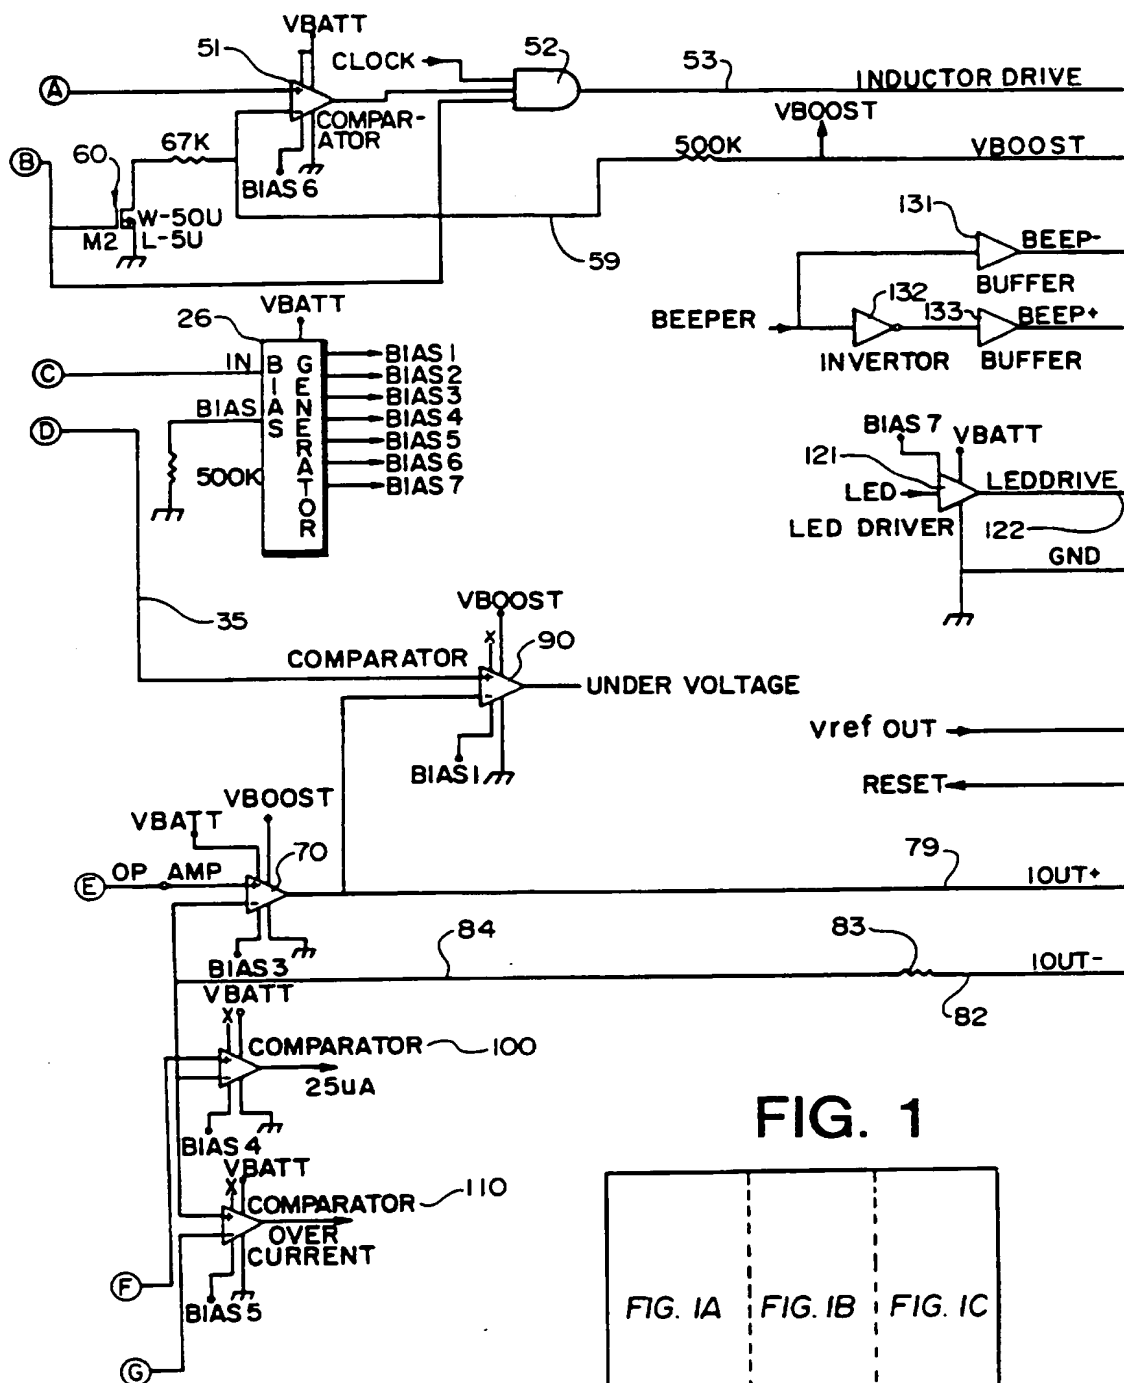 VBATT
51
52
CLOCK
53
A
INDUCTOR DRIVE
COMPAR-
ATOR
VBOOST
67K
500K
VBOOST
B
60
BIAS 6
W-50U
L-5U
M2
59
131
BEEP-
BUFFER
VBATT
26
132
133
BEEP+
BEEPER
INVERTOR
BUFFER
IN
BIAS
GENERATOR
BIAS 1
BIAS 2
BIAS 3
BIAS 4
BIAS 5
BIAS 6
BIAS 7
C
BIAS
D
500K
BIAS 7
VBATT
121
LED
LEDDRIVE
LED DRIVER
122
GND
35
VBOOST
X
90
COMPARATOR
UNDER VOLTAGE
BIAS 1
vref OUT
RESET
VBOOST
VBATT
70
79
E
OP AMP
IOUT+
84
83
IOUT-
BIAS 3
82
VBATT
X
COMPARATOR
100
25uA
BIAS 4
VBATT
X
COMPARATOR
110
OVER
CURRENT
F
BIAS 5
G
FIG. 1
FIG. 1A
FIG. 1B
FIG. 1C